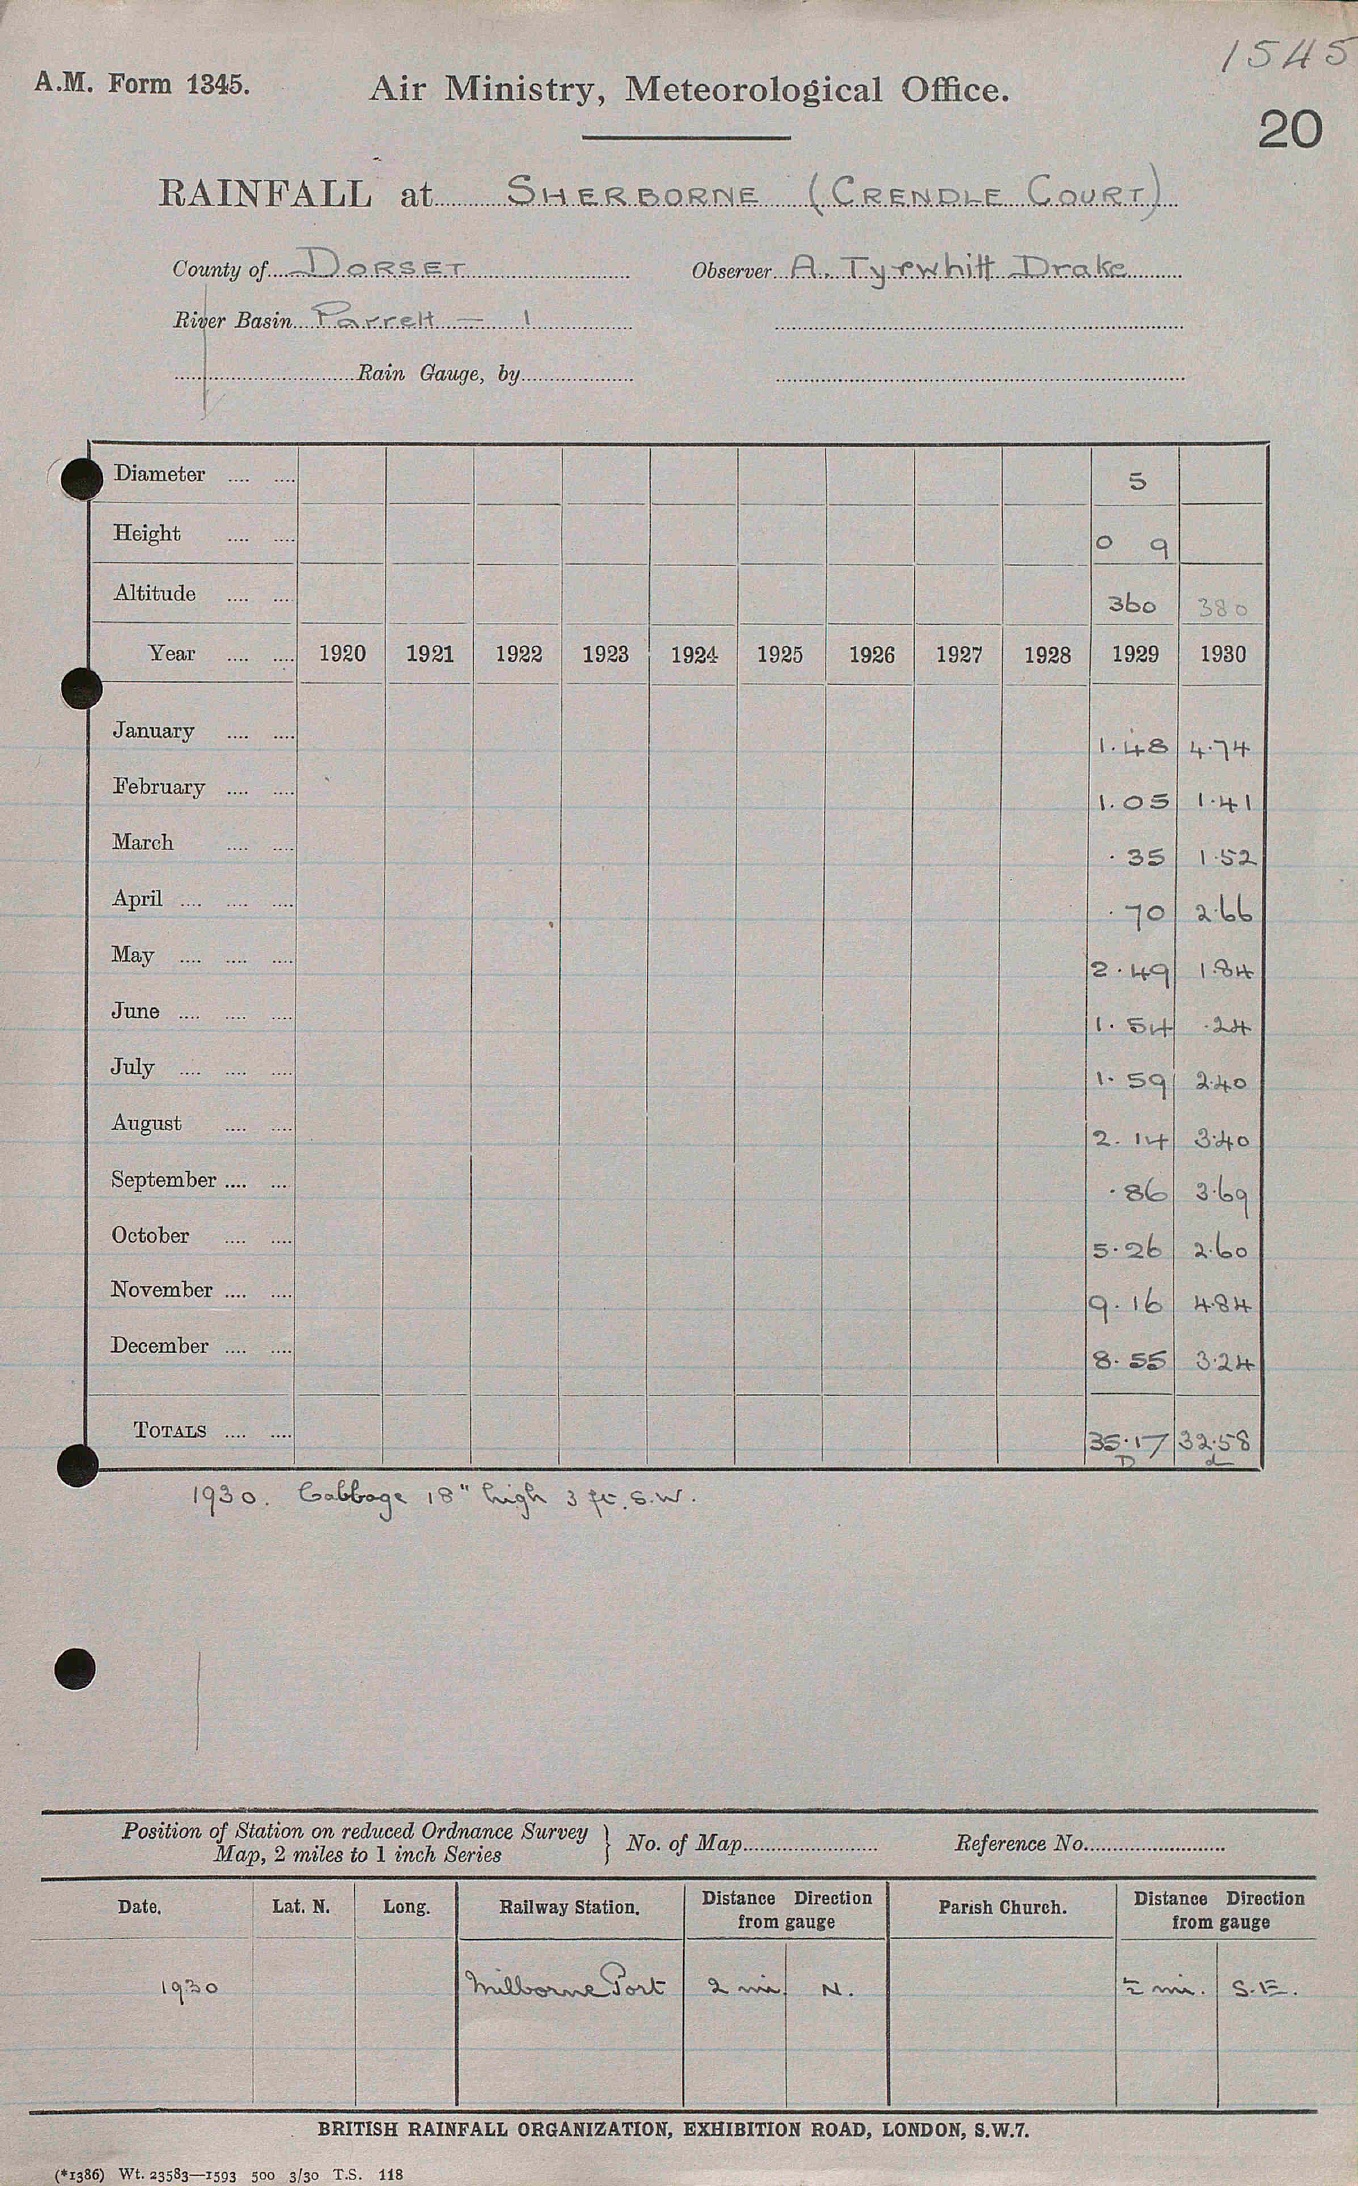 1545
A.M. Form 1345.
Air Ministry, Meteorological Office.
20
RAINFALL at SHERBORNE (CRENDLE COURT)
County of DORSET Observer A. Tyrwhitt Drake
River Basin Parrett — 1
Rain Gauge, by
Diameter .... .... 5
Height .... .... 0 9
Altitude .... .... 360 380
Year .... .... 1920 1921 1922 1923 1924 1925 1926 1927 1928 1929 1930
January .... .... 1.48 4.74
February .... .... 1.05 1.41
March .... .... .35 1.52
April .... .... .... .70 2.66
May .... .... .... 2.49 1.84
June .... .... .... 1.54 .24
July .... .... .... 1.59 2.40
August .... .... 2.14 3.40
September .... .... .86 3.69
October .... .... 5.26 2.60
November .... .... 9.16 4.84
December .... .... 8.55 3.24
TOTALS .... .... 35.17 32.58
D d
1930. Cabbage 18" high 3 ft. S.W.
Position of Station on reduced Ordnance Survey
Map, 2 miles to 1 inch Series } No. of Map Reference No.
Date. Lat. N. Long. Railway Station. Distance Direction from gauge Parish Church. Distance Direction from gauge
1930 Milborne Port 2 mi. N. ½ mi. S.E.
BRITISH RAINFALL ORGANIZATION, EXHIBITION ROAD, LONDON, S.W.7.
(*1386) Wt. 23583—1593 500 3/30 T.S. 118